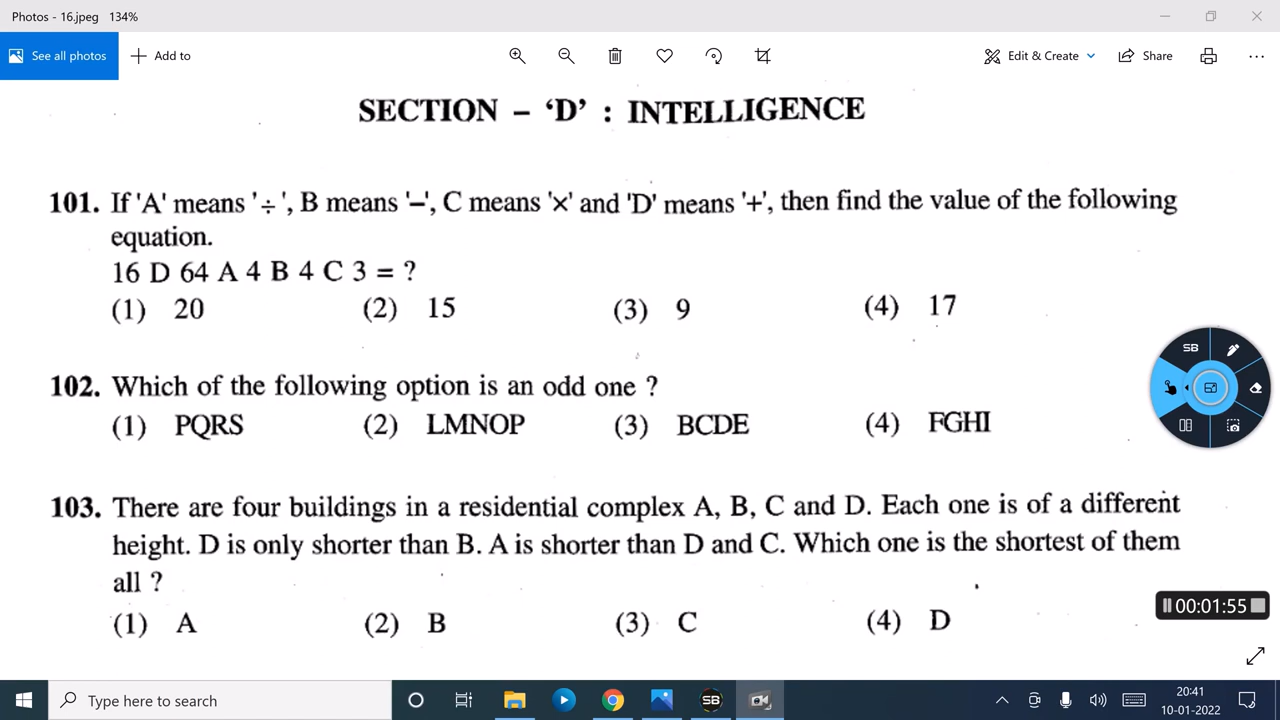 Photos - 16.jpeg 134%
See all photos
Add to
Edit & Create
Share
SECTION – ‘D’ : INTELLIGENCE
101. If 'A' means '÷', B means '–', C means '×' and 'D' means '+', then find the value of the following
equation.
16 D 64 A 4 B 4 C 3 = ?
(1) 20 (2) 15 (3) 9 (4) 17
SB
102. Which of the following option is an odd one ?
(1) PQRS (2) LMNOP (3) BCDE (4) FGHI
103. There are four buildings in a residential complex A, B, C and D. Each one is of a different
height. D is only shorter than B. A is shorter than D and C. Which one is the shortest of them
all ?
00:01:55
(1) A (2) B (3) C (4) D
Type here to search
SB
20:41
10-01-2022